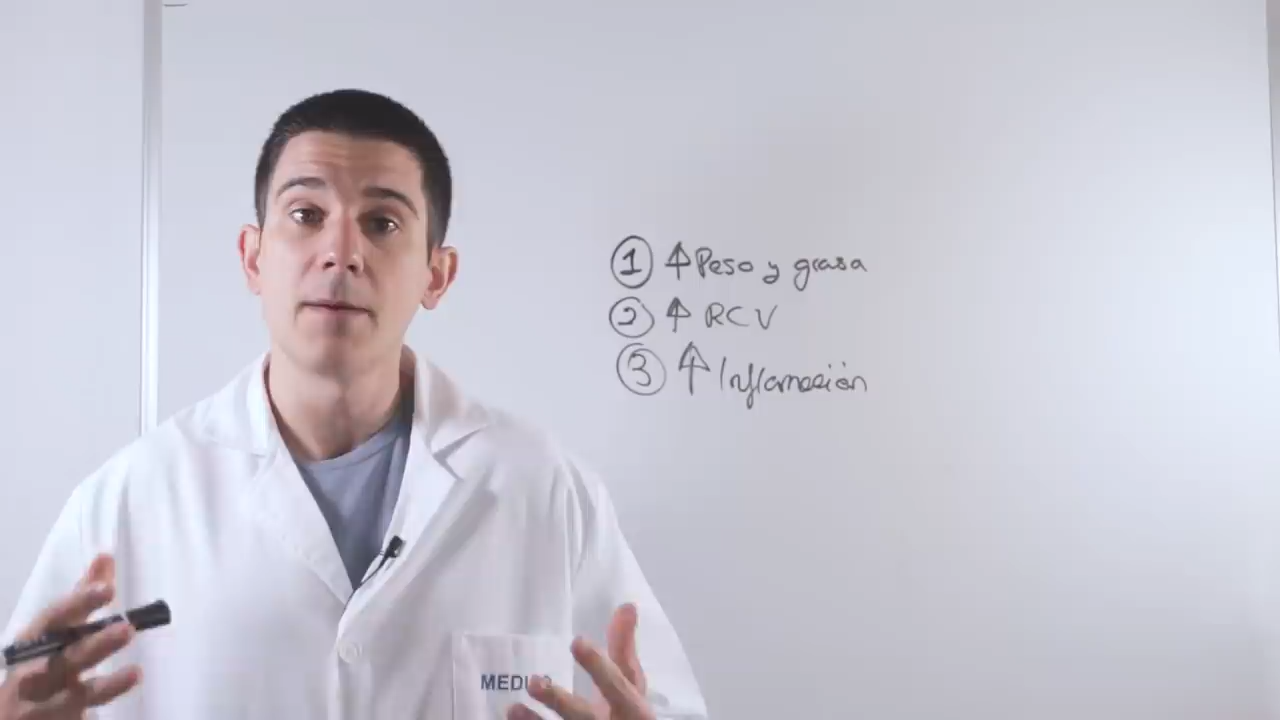 1 ↑ Peso y grasa
2 ↑ RCV
3 ↑ Inflamación